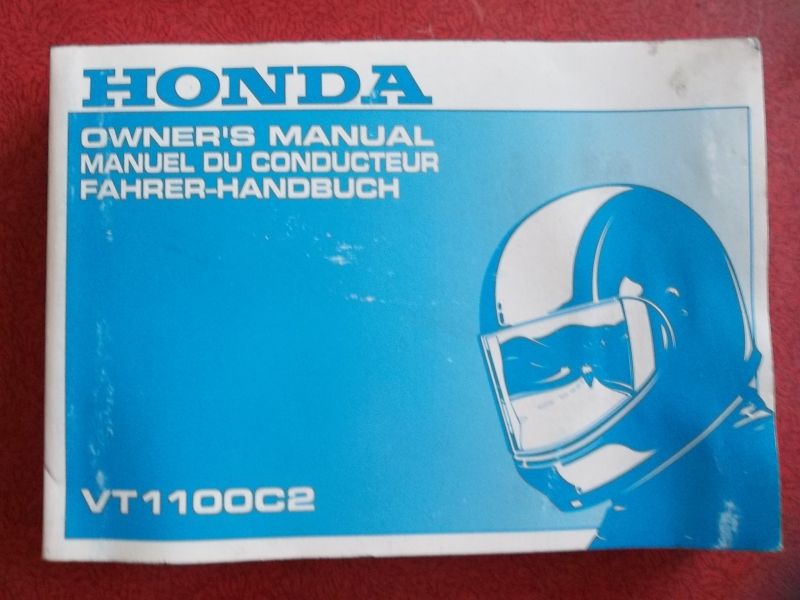 HONDA
OWNER'S MANUAL
MANUEL DU CONDUCTEUR
FAHRER-HANDBUCH
VT1100C2